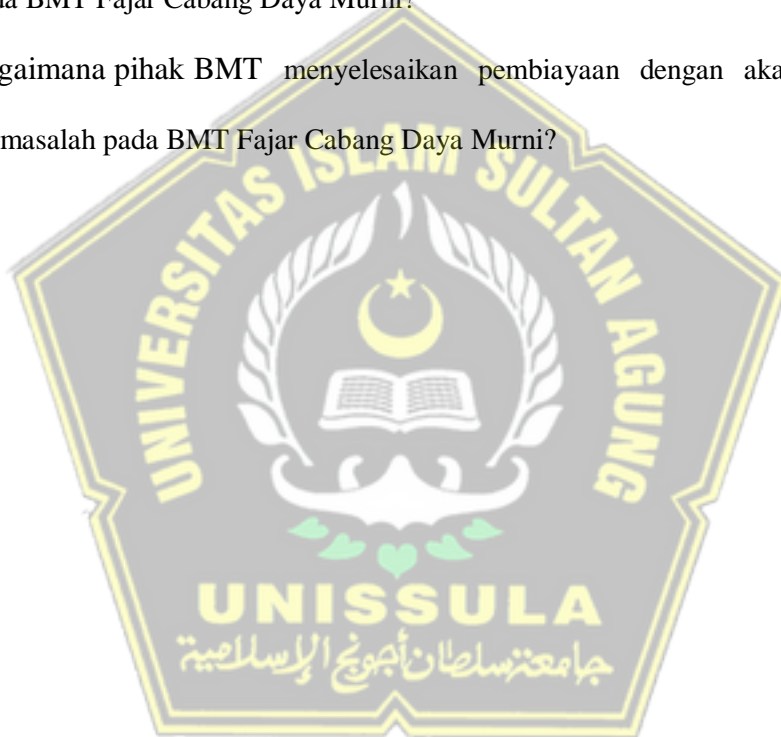 da BMT Fajar Cabang Daya Murni?
gaimana pihak BMT menyelesaikan pembiayaan dengan aka
masalah pada BMT Fajar Cabang Daya Murni?
UNIVERSITAS ISLAM SULTAN AGUNG
UNISSULA
جامعة سلطان أجونج الإسلامية